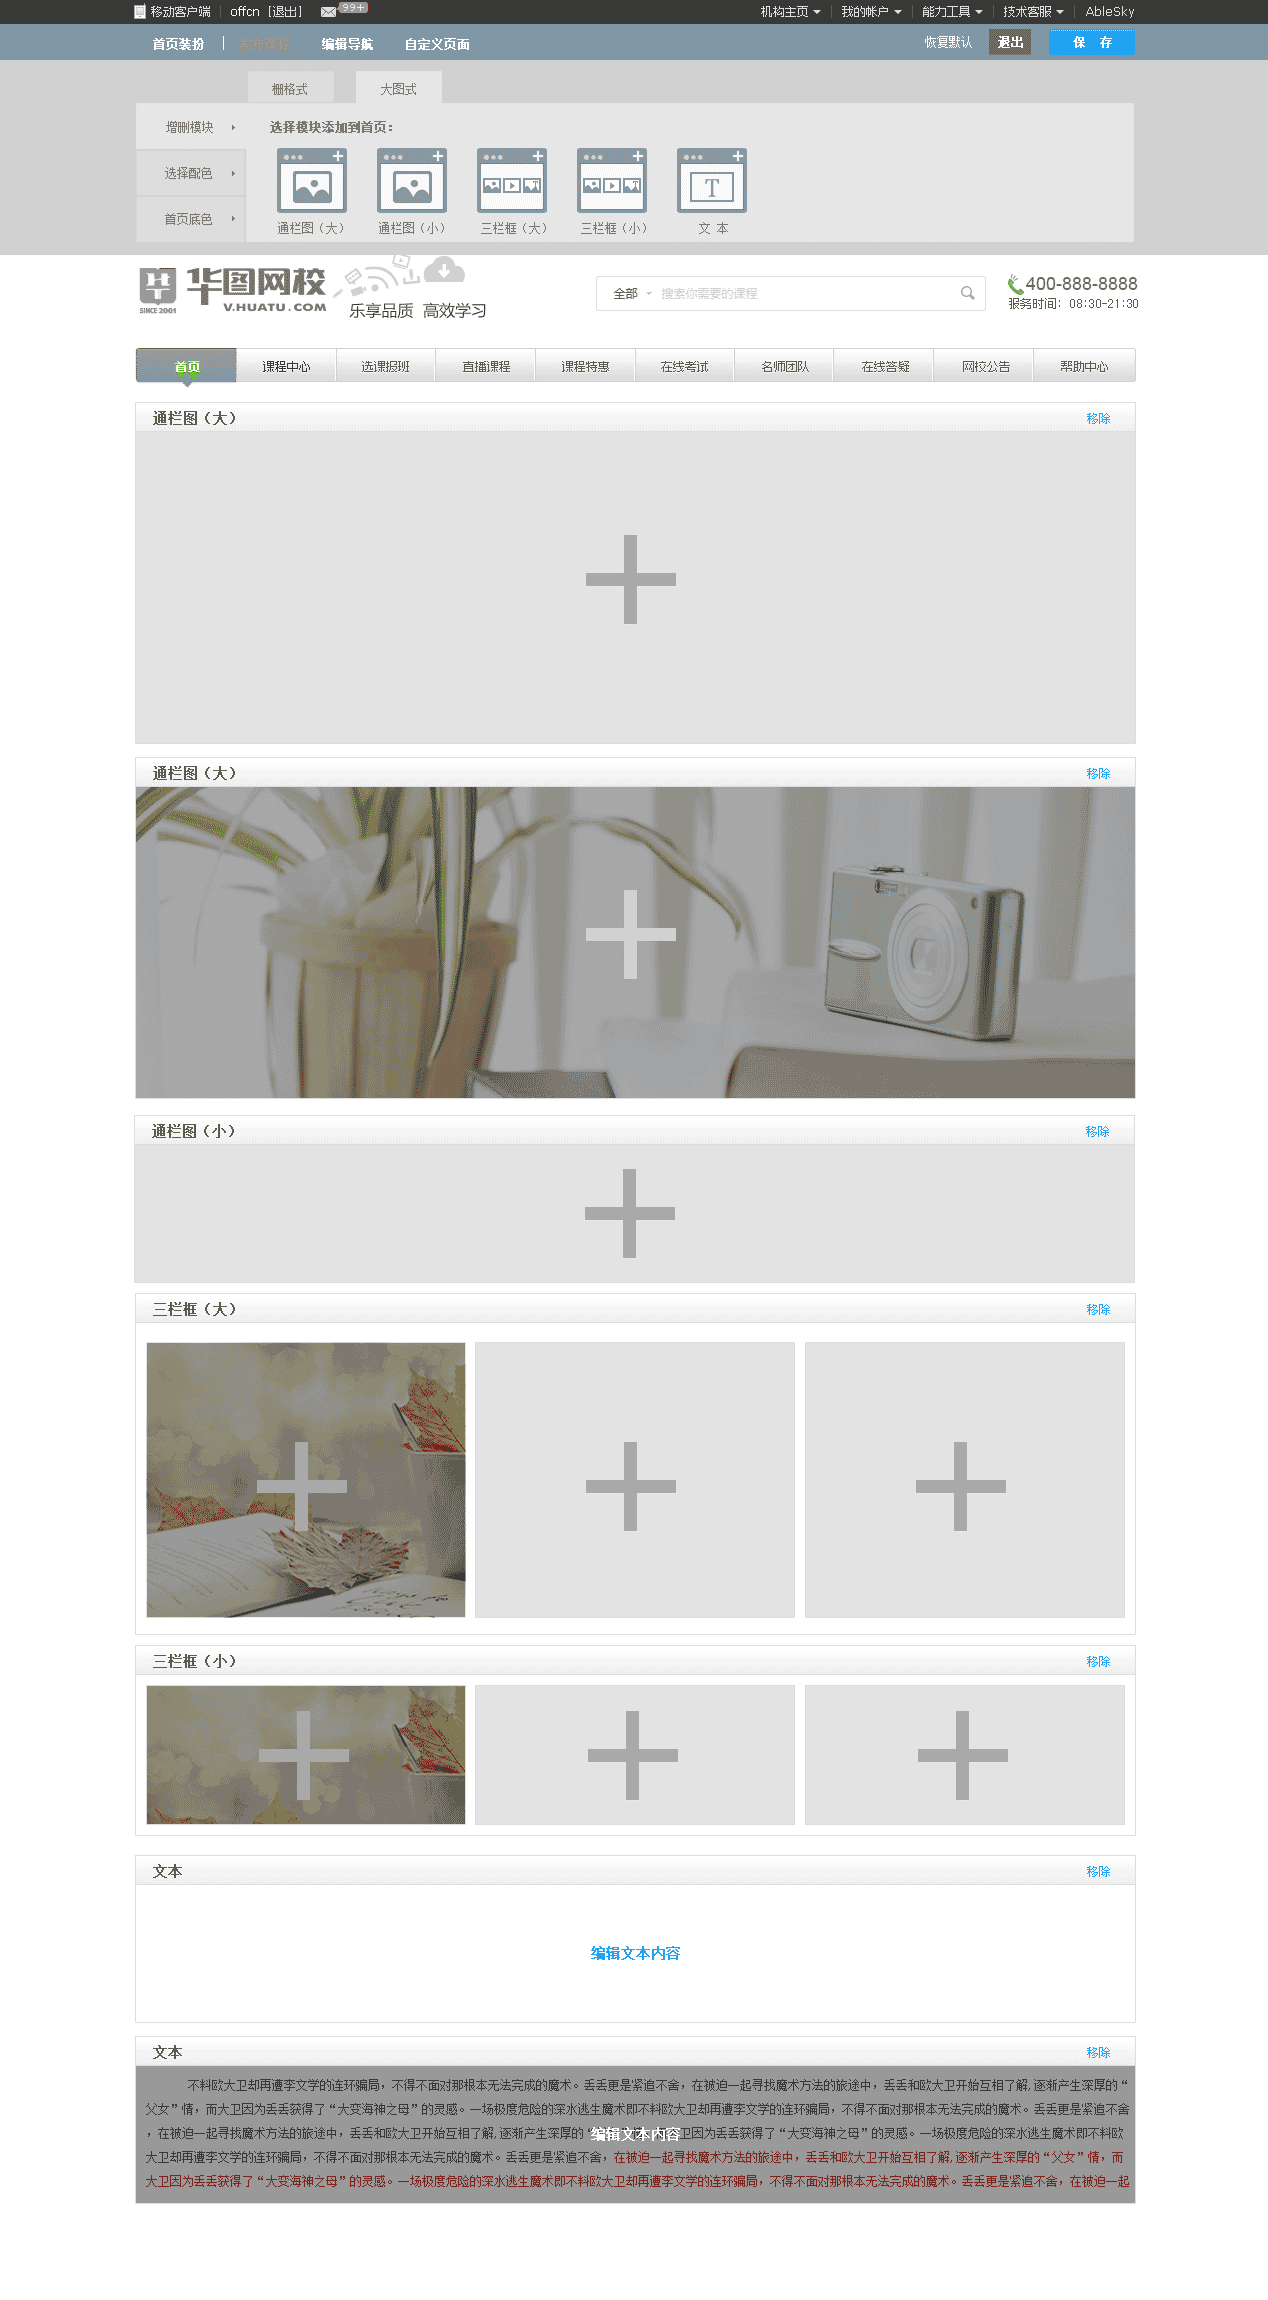 移动客户端 offcn [退出] 99+ 机构主页 我的帐户 能力工具 技术客服 AbleSky
首页装扮 发布课程 编辑导航 自定义页面 恢复默认 退出 保 存
栅格式 大图式
增删模块
选择配色
首页底色
选择模块添加到首页：
通栏图（大） 通栏图（小） 三栏框（大） 三栏框（小） 文 本
华图网校
V.HUATU.COM
SINCE 2001
乐享品质 高效学习
全部 搜索你需要的课程
400-888-8888
服务时间：08:30-21:30
首页 课程中心 选课报班 直播课程 课程特惠 在线考试 名师团队 在线答疑 网校公告 帮助中心
通栏图（大） 移除
通栏图（大） 移除
通栏图（小） 移除
三栏框（大） 移除
三栏框（小） 移除
文本 移除
编辑文本内容
文本 移除
不料欧大卫却再遭李文学的连环骗局，不得不面对那根本无法完成的魔术。丢丢更是紧追不舍，在被迫一起寻找魔术方法的旅途中，丢丢和欧大卫开始互相了解,逐渐产生深厚的“
父女”情，而大卫因为丢丢获得了“大变海神之母”的灵感。一场极度危险的深水逃生魔术即不料欧大卫却再遭李文学的连环骗局，不得不面对那根本无法完成的魔术。丢丢更是紧追不舍
，在被迫一起寻找魔术方法的旅途中，丢丢和欧大卫开始互相了解,逐渐产生深厚的“ 卫因为丢丢获得了“大变海神之母”的灵感。一场极度危险的深水逃生魔术即不料欧
编辑文本内容
大卫却再遭李文学的连环骗局，不得不面对那根本无法完成的魔术。丢丢更是紧追不舍，在被迫一起寻找魔术方法的旅途中，丢丢和欧大卫开始互相了解,逐渐产生深厚的“父女”情，而
大卫因为丢丢获得了“大变海神之母”的灵感。一场极度危险的深水逃生魔术即不料欧大卫却再遭李文学的连环骗局，不得不面对那根本无法完成的魔术。丢丢更是紧追不舍，在被迫一起